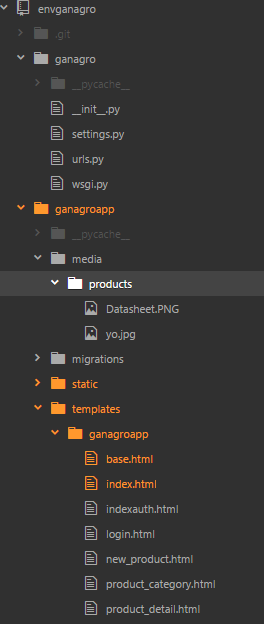 envganagro
.git
ganagro
__pycache__
__init__.py
settings.py
urls.py
wsgi.py
ganagroapp
__pycache__
media
products
Datasheet.PNG
yo.jpg
migrations
static
templates
ganagroapp
base.html
index.html
indexauth.html
login.html
new_product.html
product_category.html
product_detail.html